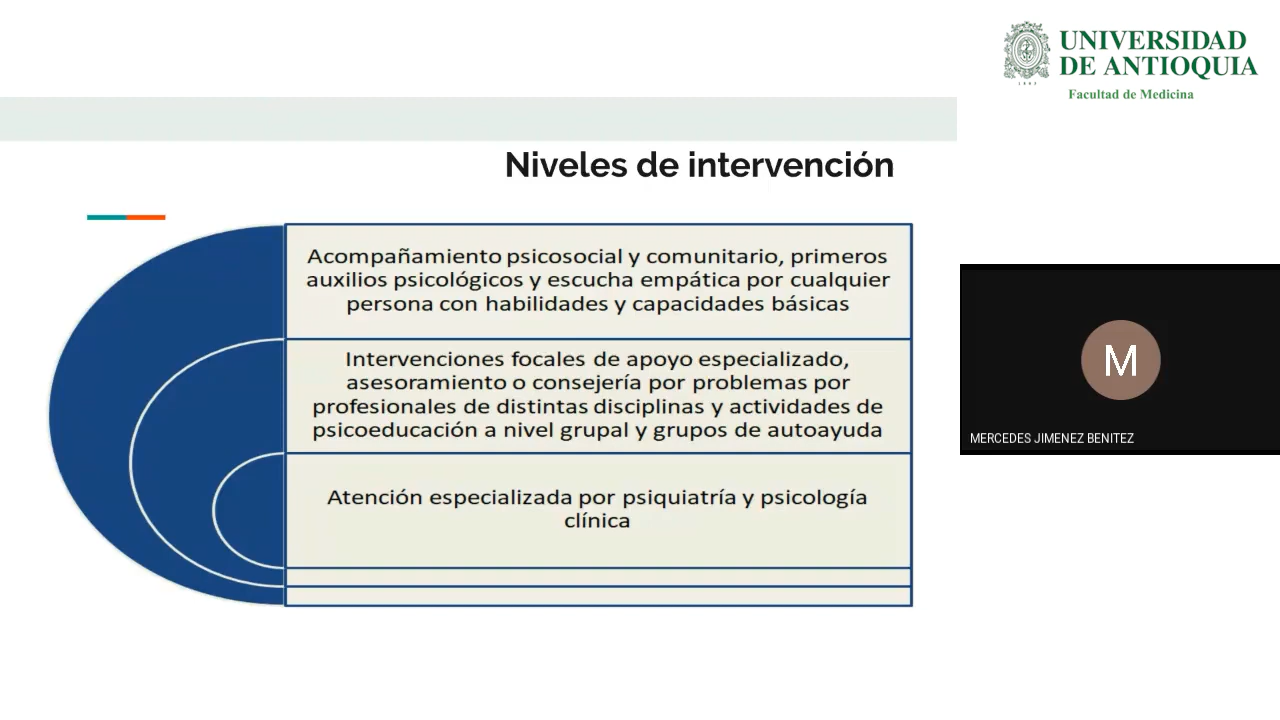 UNIVERSIDAD
DE ANTIOQUIA
1803
Facultad de Medicina
Niveles de intervención
Acompañamiento psicosocial y comunitario, primeros
auxilios psicológicos y escucha empática por cualquier
persona con habilidades y capacidades básicas
Intervenciones focales de apoyo especializado,
asesoramiento o consejería por problemas por
profesionales de distintas disciplinas y actividades de
psicoeducación a nivel grupal y grupos de autoayuda
Atención especializada por psiquiatría y psicología
clínica
M
MERCEDES JIMENEZ BENITEZ